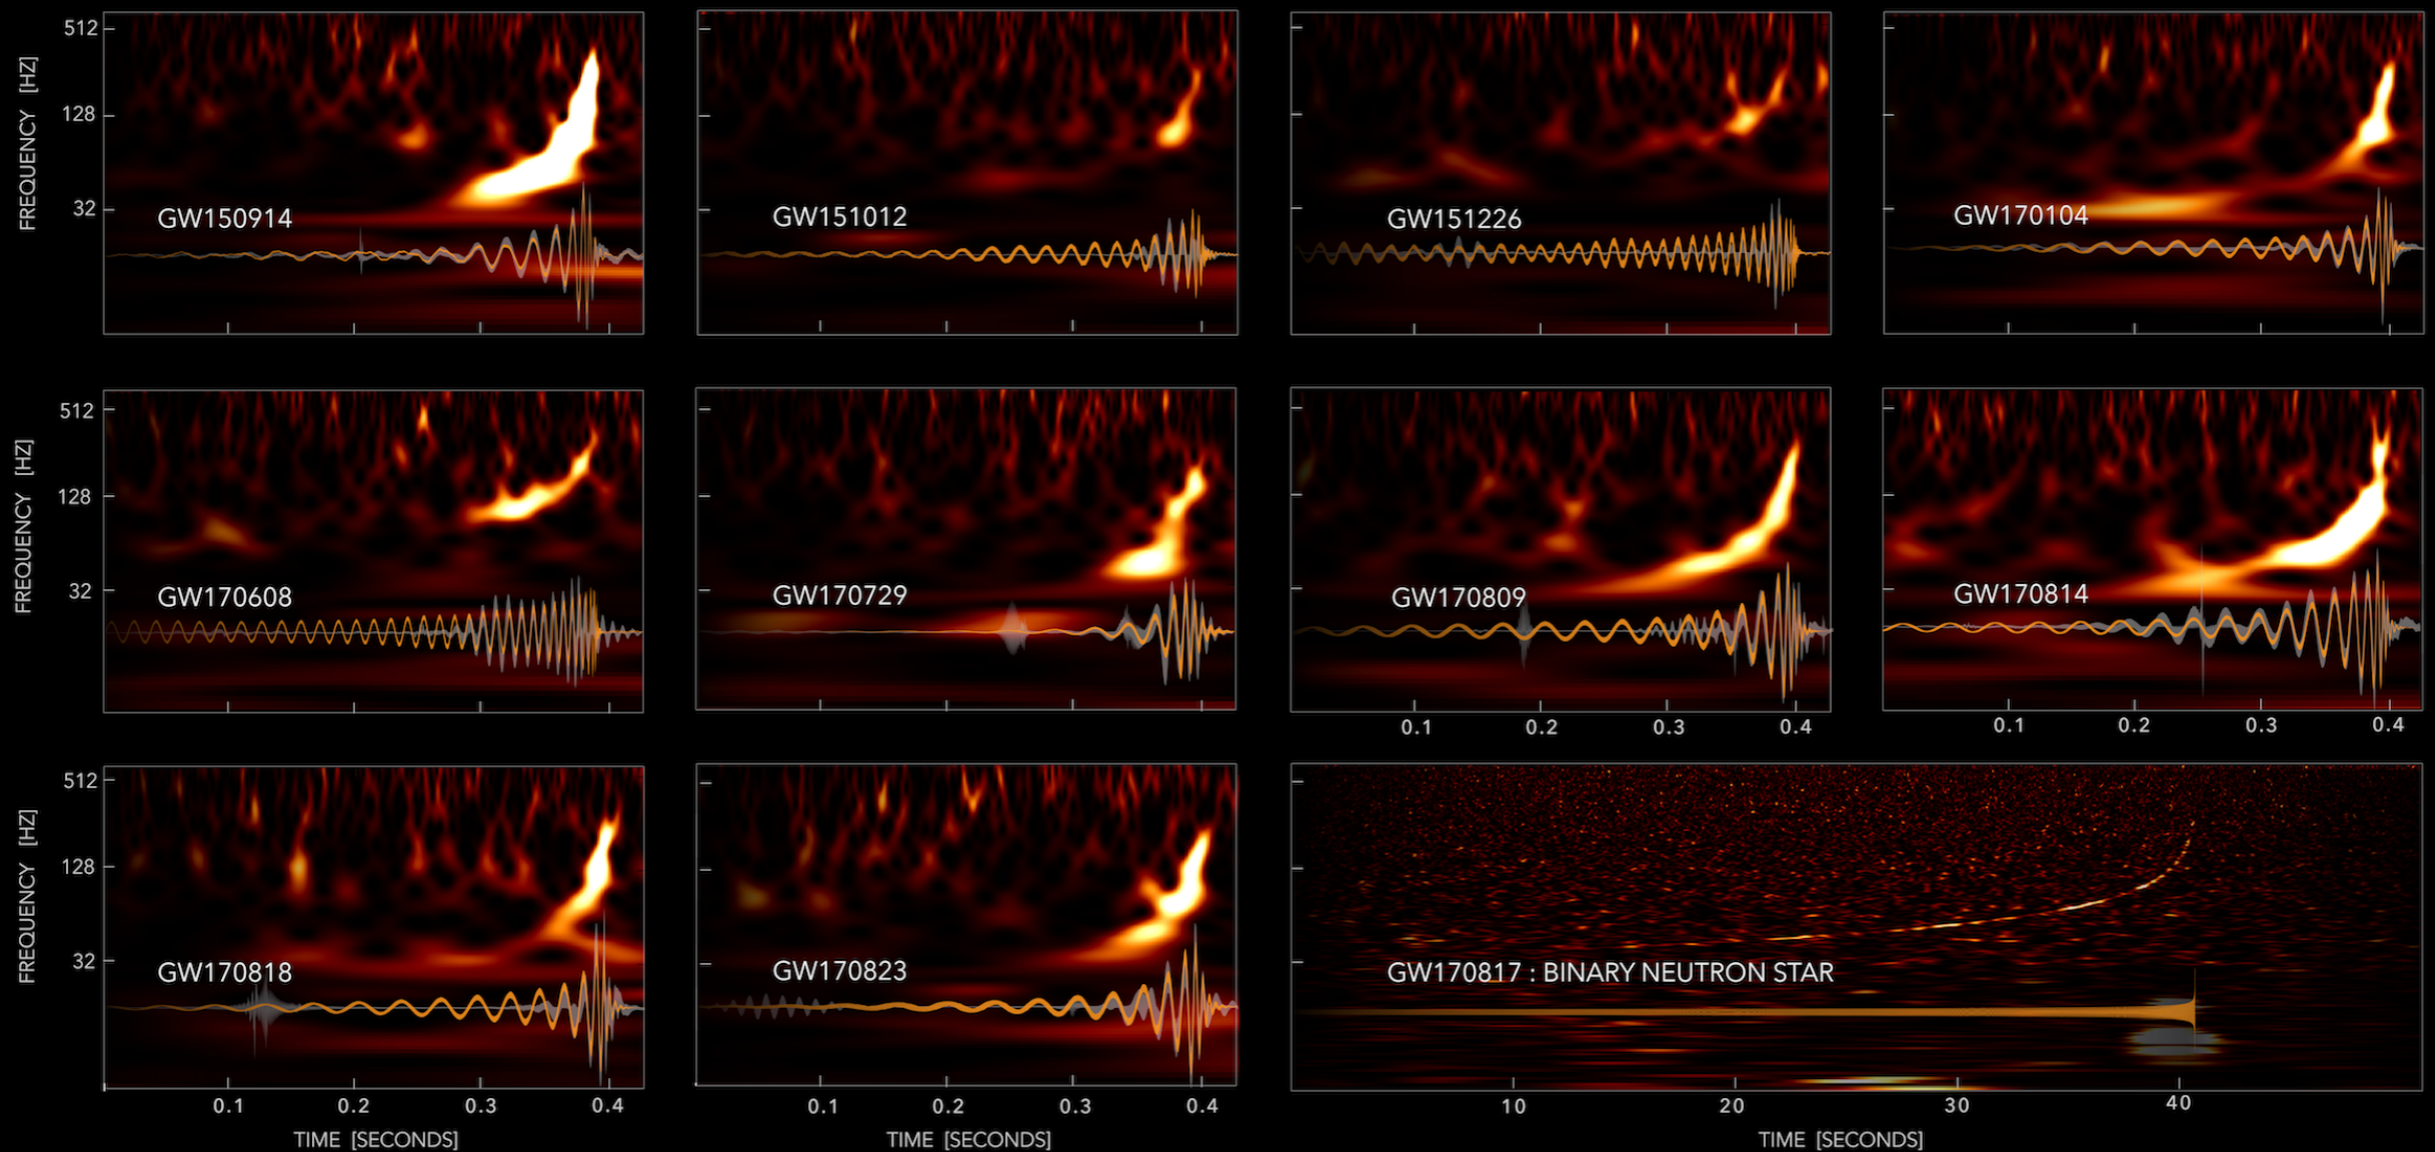 FREQUENCY [HZ]
512
128
32
GW150914
GW151012
GW151226
GW170104
FREQUENCY [HZ]
512
128
32
GW170608
GW170729
GW170809
GW170814
0.1 0.2 0.3 0.4
0.1 0.2 0.3 0.4
FREQUENCY [HZ]
512
128
32
GW170818
GW170823
GW170817 : BINARY NEUTRON STAR
0.1 0.2 0.3 0.4
0.1 0.2 0.3 0.4
10 20 30 40
TIME [SECONDS]
TIME [SECONDS]
TIME [SECONDS]